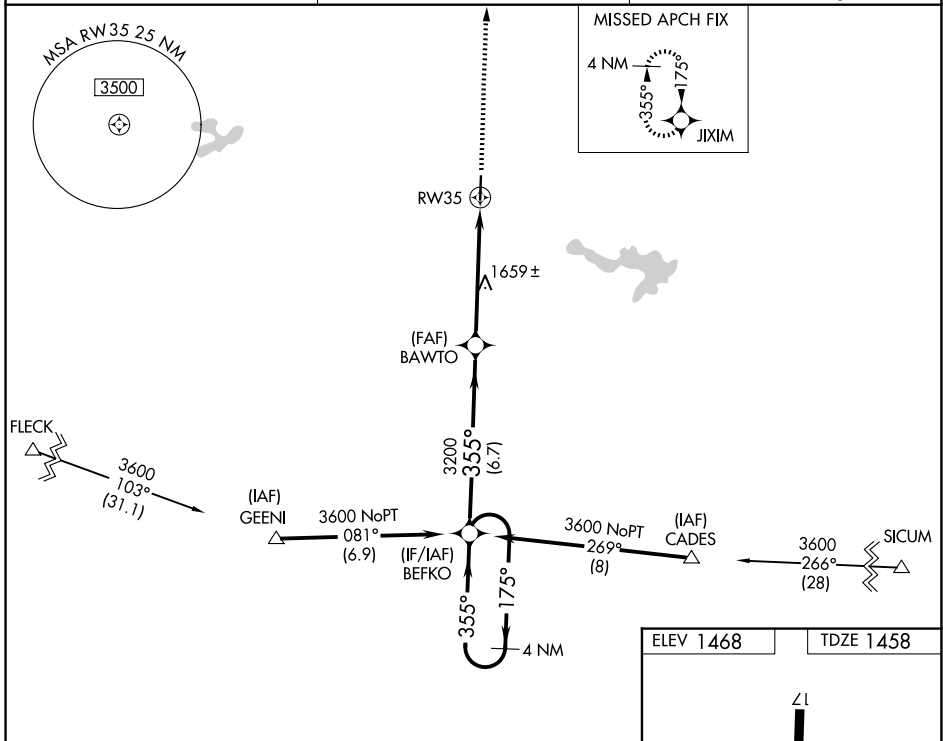 MSA RW35 25 NM
3500
MISSED APCH FIX
4 NM
355°
175°
JIXIM
RW35
1659 ±
(FAF)
BAWTO
FLECK
3600
103°
(31.1)
3200
355°
(6.7)
(IAF)
GEENI
3600 NoPT
081°
(6.9)
(IF/IAF)
BEFKO
3600 NoPT
269°
(8)
(IAF)
CADES
3600
266°
(28)
SICUM
355°
175°
4 NM
ELEV 1468
TDZE 1458
17